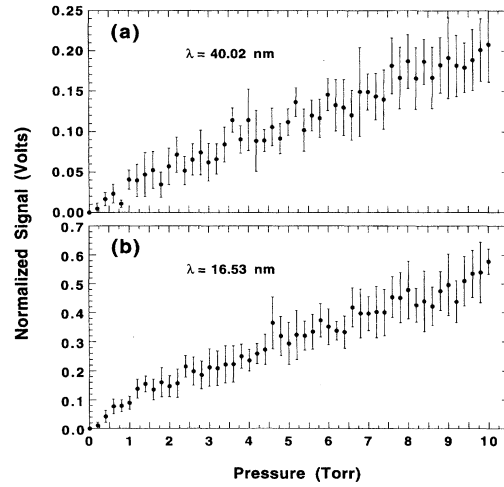 0.25
(a)
λ = 40.02 nm
0.20
0.15
0.10
0.05
0.00
0.7
(b)
0.6
λ = 16.53 nm
0.5
0.4
0.3
0.2
0.1
0.0
0 1 2 3 4 5 6 7 8 9 10
Normalized Signal (Volts)
Pressure (Torr)